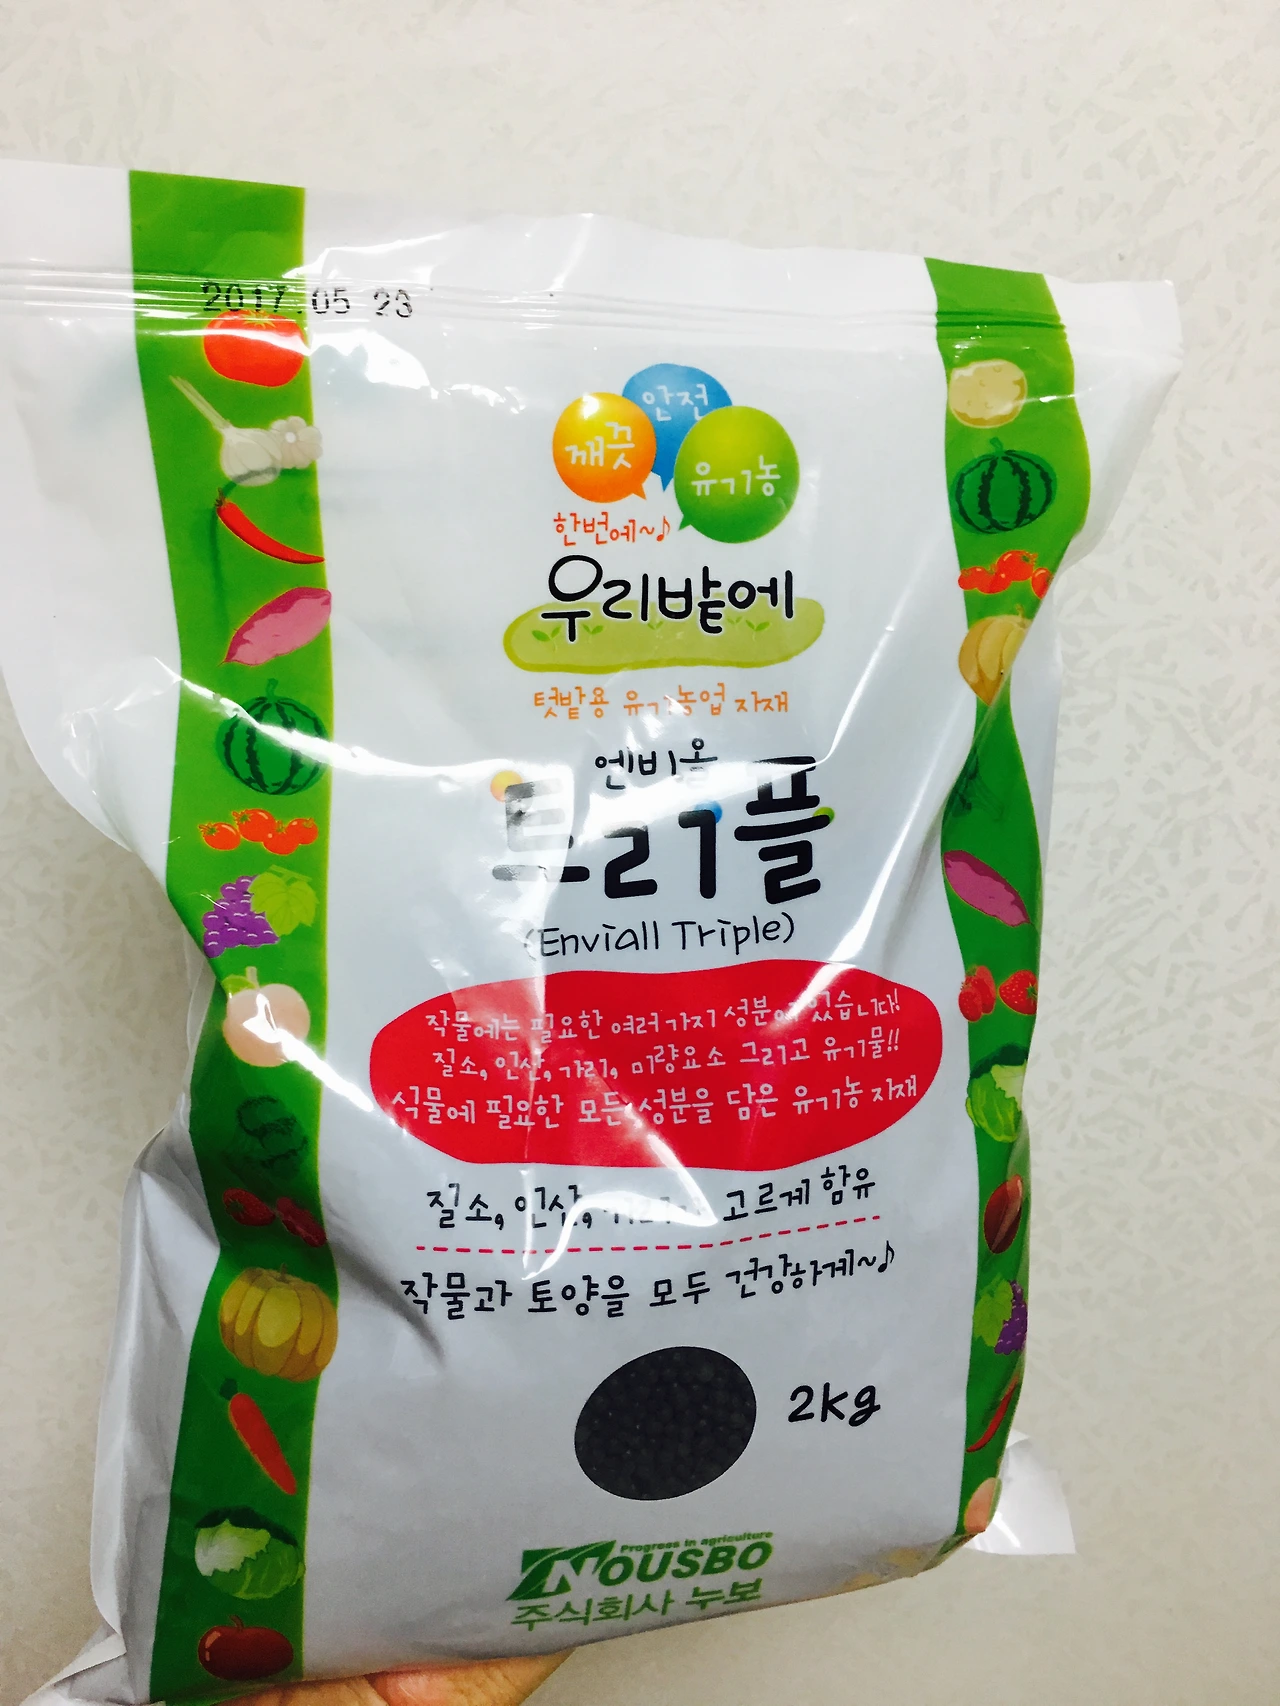 2017.05 23
안전
깨끗
유기농
한번에~♪
우리밭에
텃밭용 유기농업 자재
엔비올
트리플
(Enviall Triple)
작물에는 필요한 여러가지 성분이 있습니다!
질소, 인산, 가리, 미량요소 그리고 유기물!!
식물에 필요한 모든 성분을 담은 유기농 자재
질소, 인산, 고르게 함유
작물과 토양을 모두 건강하게~♪
2kg
Progress in agriculture
NOUSBO
주식회사 누보